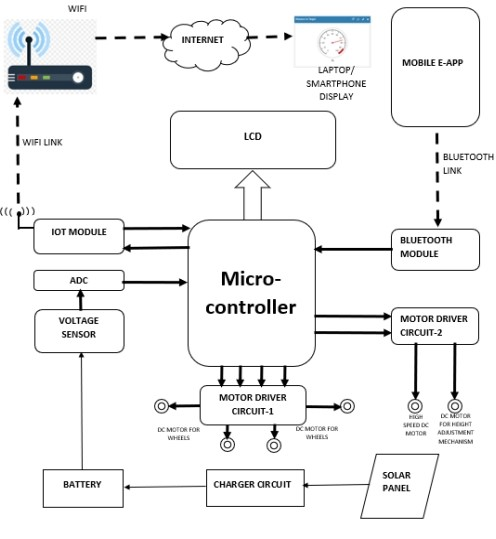 WIFI
INTERNET
LAPTOP/
SMARTPHONE
DISPLAY
MOBILE E-APP
LCD
WIFI LINK
BLUETOOTH
LINK
IOT MODULE
BLUETOOTH
MODULE
ADC
Micro-
controller
VOLTAGE
SENSOR
MOTOR DRIVER
CIRCUIT-2
MOTOR DRIVER
CIRCUIT-1
DC MOTOR FOR
WHEELS
DC MOTOR FOR
WHEELS
HIGH
SPEED DC
MOTOR
DC MOTOR
FOR HEIGHT
ADJUSTMENT
MECHANISM
BATTERY
CHARGER CIRCUIT
SOLAR
PANEL